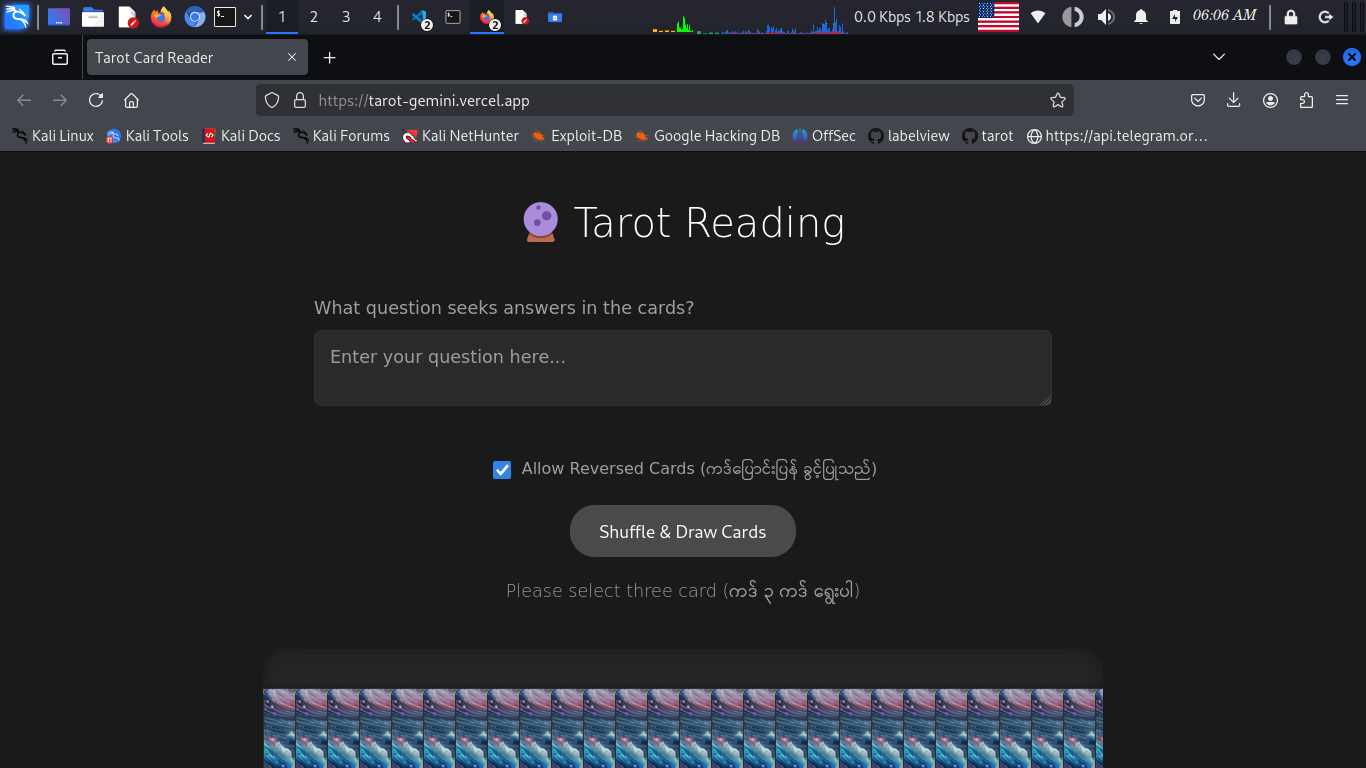 1 2 3 4 2 2 0.0 Kbps 1.8 Kbps 06:06 AM
Tarot Card Reader
https://tarot-gemini.vercel.app
Kali Linux Kali Tools Kali Docs Kali Forums Kali NetHunter Exploit-DB Google Hacking DB OffSec labelview tarot https://api.telegram.or…
Tarot Reading
What question seeks answers in the cards?
Enter your question here...
Allow Reversed Cards (ကဒ်ပြောင်းပြန် ခွင့်ပြုသည်)
Shuffle & Draw Cards
Please select three card (ကဒ် ၃ ကဒ် ရွေးပါ)